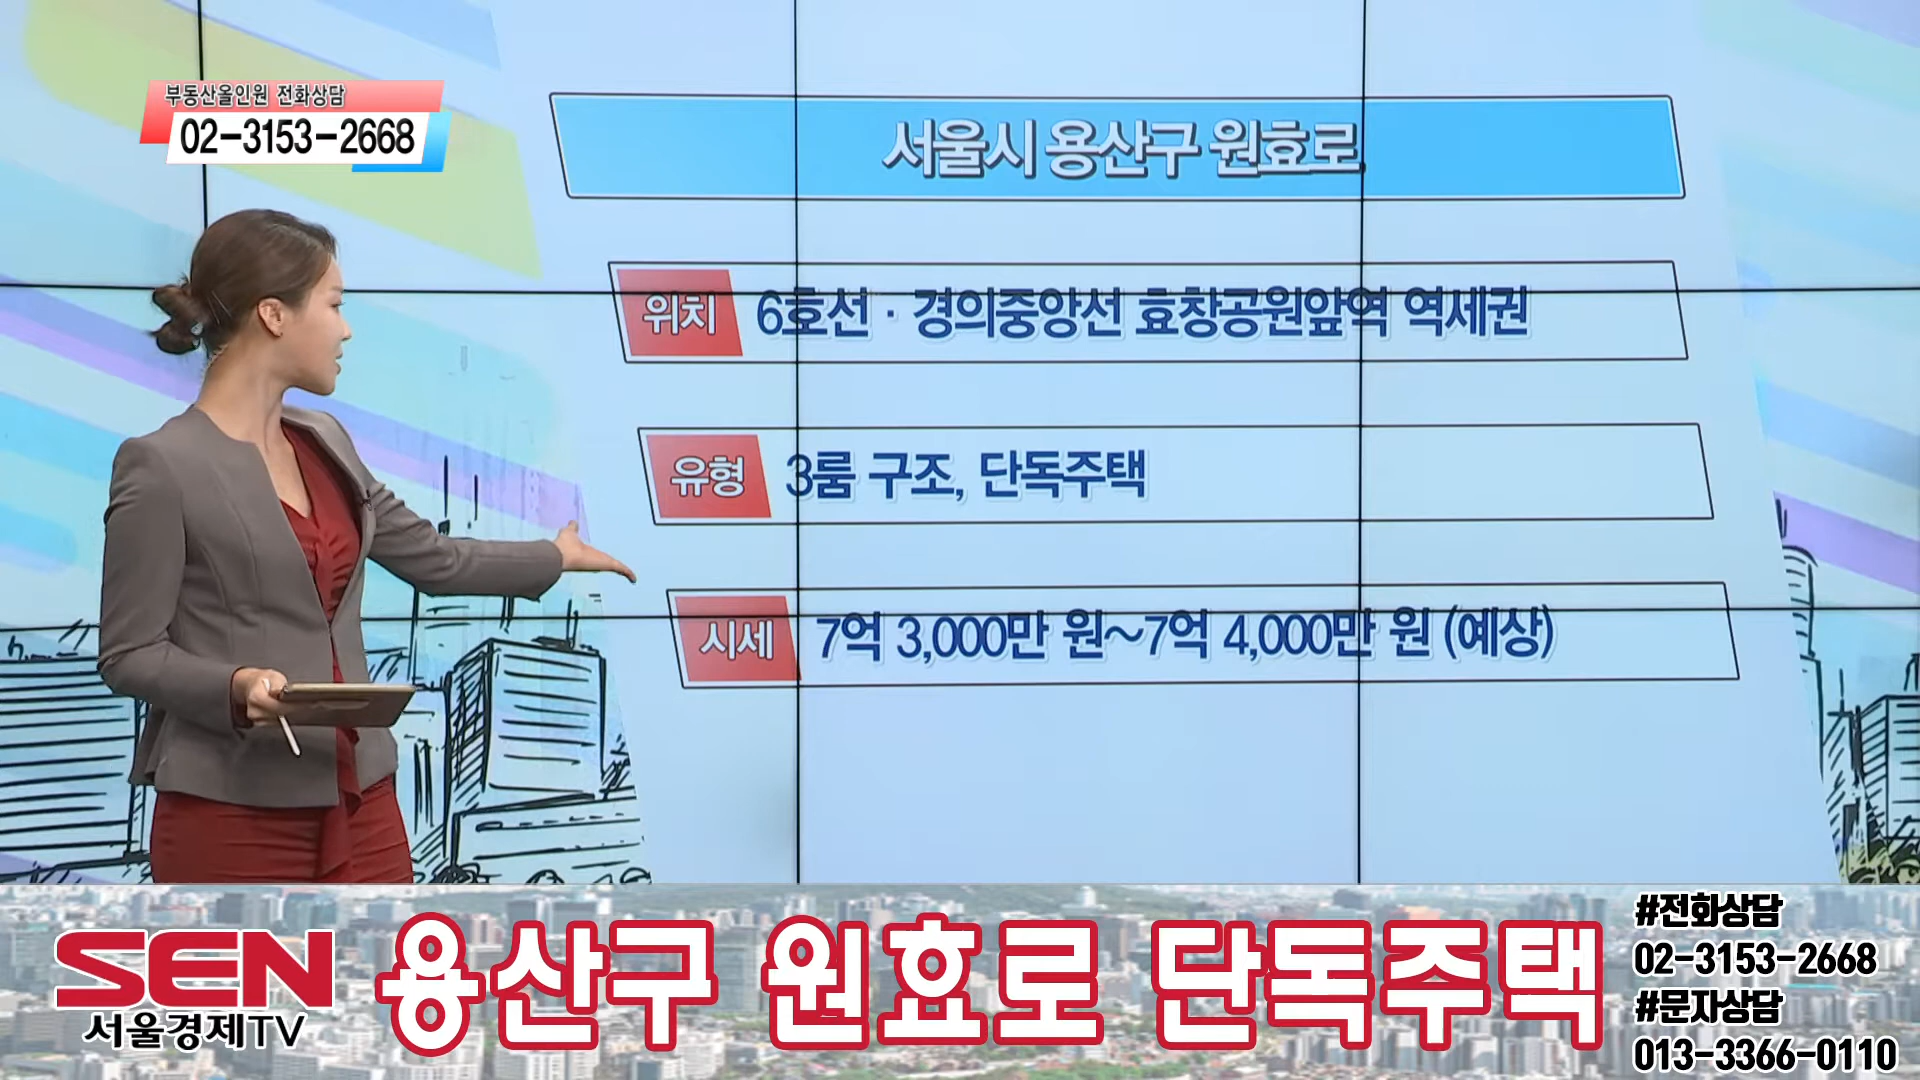 부동산올인원 전화상담
02-3153-2668
서울시 용산구 원효로
위치 6호선·경의중앙선 효창공원앞역 역세권
유형 3룸 구조, 단독주택
시세 7억 3,000만 원~7억 4,000만 원 (예상)
SEN
서울경제TV
용산구 원효로 단독주택
#전화상담
02-3153-2668
#문자상담
013-3366-0110